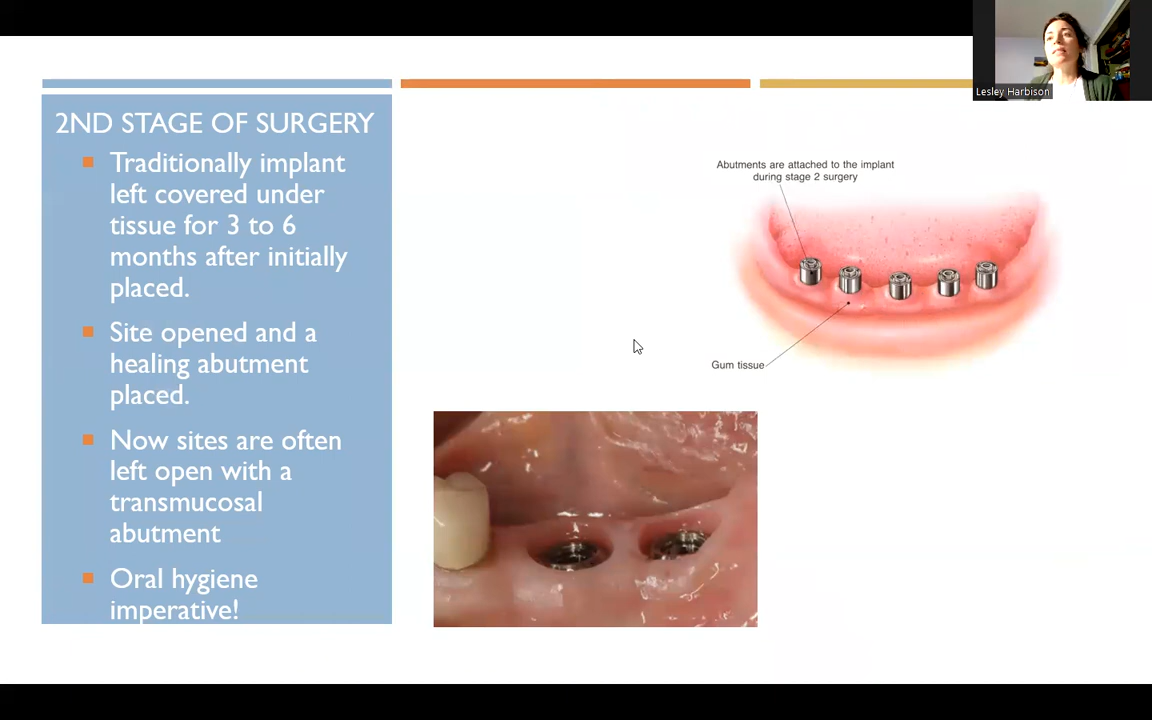 Lesley Harbison
2ND STAGE OF SURGERY
Traditionally implant
left covered under
tissue for 3 to 6
months after initially
placed.
Site opened and a
healing abutment
placed.
Now sites are often
left open with a
transmucosal
abutment
Oral hygiene
imperative!
Abutments are attached to the implant
during stage 2 surgery
Gum tissue